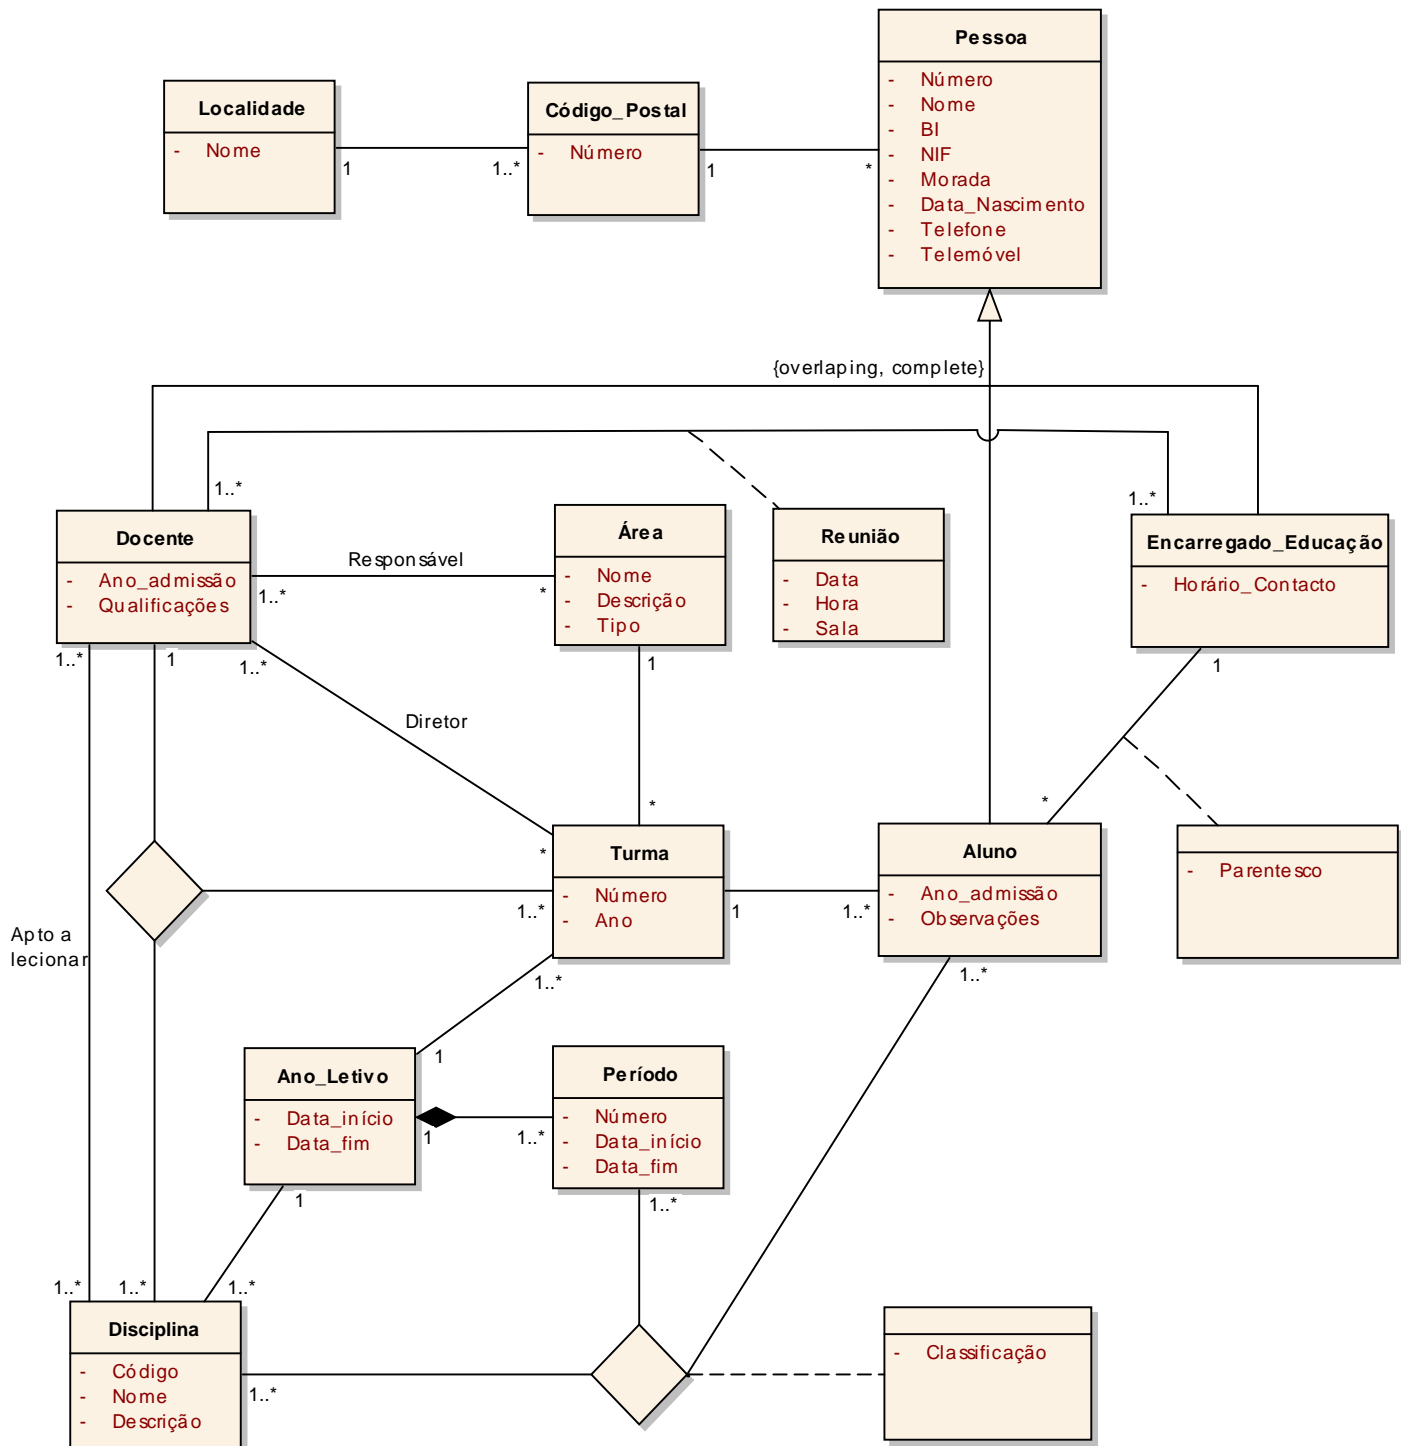 Pessoa
- Número
- Nome
- BI
- NIF
- Morada
- Data_Nascimento
- Telefone
- Telemóvel
Localidade
- Nome
1
1..*
Código_Postal
- Número
1
*
{overlaping, complete}
1..*
1..*
Docente
- Ano_admissão
- Qualificações
Responsável
1..*
*
Área
- Nome
- Descrição
- Tipo
Reunião
- Data
- Hora
- Sala
Encarregado_Educação
- Horário_Contacto
1..*
1
1..*
1
1
Diretor
*
*
*
Turma
- Número
- Ano
1..*
1
1..*
Aluno
- Ano_admissão
- Observações
- Parentesco
Apto a
lecionar
1..*
1..*
1
Ano_Letivo
- Data_início
- Data_fim
1
1..*
Período
- Número
- Data_início
- Data_fim
1
1..*
1..*
1..*
1..*
Disciplina
- Código
- Nome
- Descrição
1..*
- Classificação